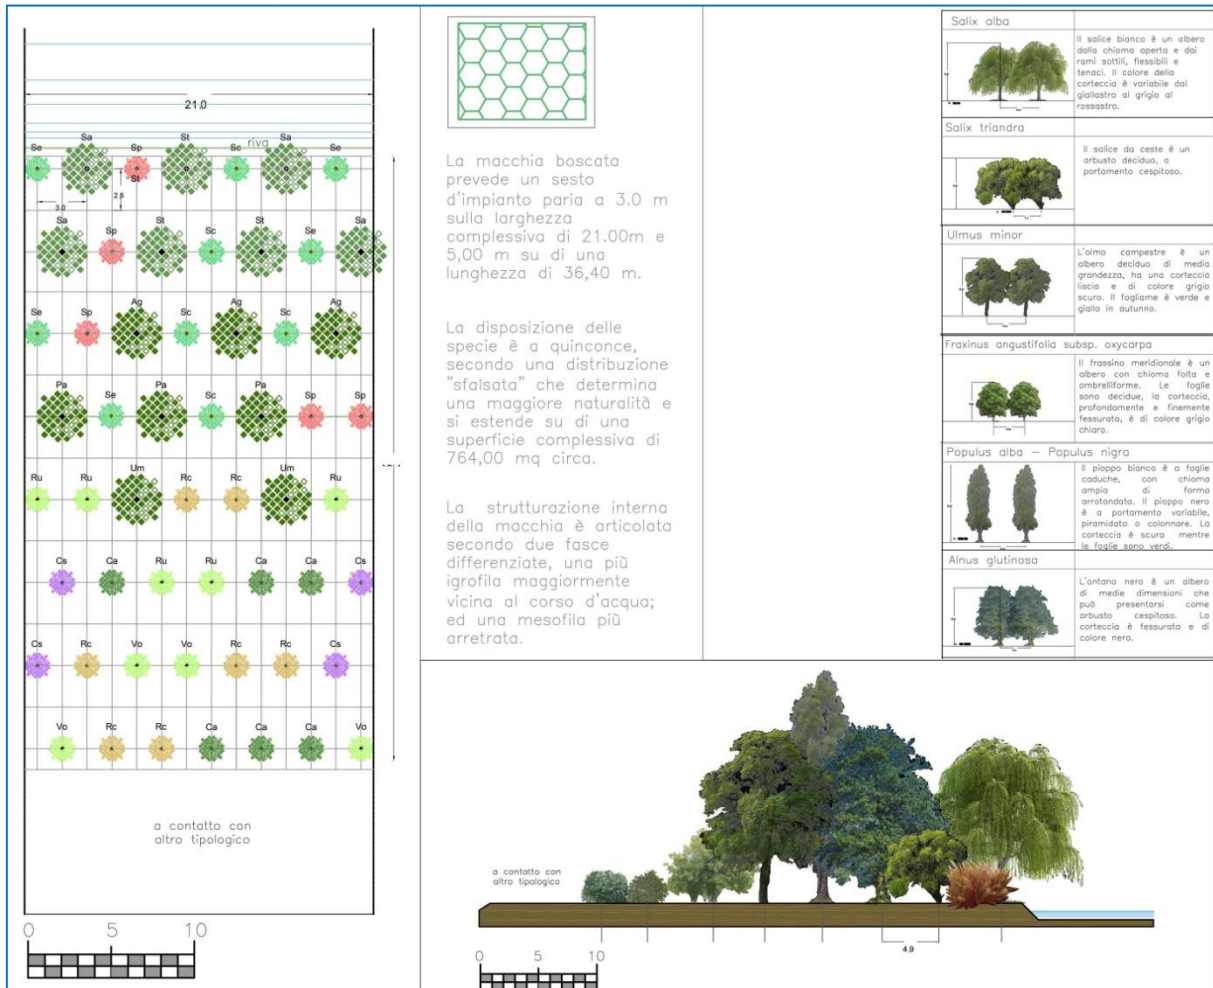 21.0
riva
Sa St Sa
Se Sp Sc Se
St
2.5
3.0
Sa St St Sa
Sp Sc Se
Ag Ag Ag
Se Sp Sc Sc
Pa Pa Pa
Se Sc Sp Sp
Um Um
Ru Ru Rc Rc Ru
Cs Ca Ru Ru Ca Ca Cs
Cs Rc Vo Vo Rc Rc Cs
Vo Rc Rc Ca Ca Ca Vo
a contatto con
altro tipologico
0 5 10
La macchia boscata
prevede un sesto
d'impianto paria a 3.0 m
sulla larghezza
complessiva di 21.00m e
5,00 m su di una
lunghezza di 36,40 m.
La disposizione delle
specie è a quinconce,
secondo una distribuzione
"sfalsata" che determina
una maggiore naturalità e
si estende su di una
superficie complessiva di
764,00 mq circa.
La strutturazione interna
della macchia è articolata
secondo due fasce
differenziate, una più
igrofila maggiormente
vicina al corso d'acqua;
ed una mesofila più
arretrata.
Salix alba
Il salice bianco è un albero
dalla chioma aperta e dai
rami sottili, flessibili e
tenaci. Il colore della
corteccia è variabile dal
giallastro al grigio al
rossastro.
Salix triandra
Il salice da ceste è un
arbusto deciduo, a
portamento cespitoso.
Ulmus minor
L'olmo campestre è un
albero deciduo di media
grandezza, ha una corteccia
liscia e di colore grigio
scuro. Il fogliame è verde e
giallo in autunno.
Fraxinus angustifolia subsp. oxycarpa
Il frassino meridionale è un
albero con chioma folta e
ombrelliforme. Le foglie
sono decidue, la corteccia,
profondamente e finemente
fessurata, è di colore grigio
chiaro.
Populus alba – Populus nigra
Il pioppo bianco è a foglie
caduche, con chioma
ampia di forma
arrotondata. Il pioppo nero
è a portamento variabile,
piramidato o colonnare. La
corteccia è scura mentre
le foglie sono verdi.
Alnus glutinosa
L'ontano nero è un albero
di medie dimensioni che
può presentarsi come
arbusto cespitoso. La
corteccia è fessurata e di
colore nero.
a contatto con
altro tipologico
4.9
0 5 10